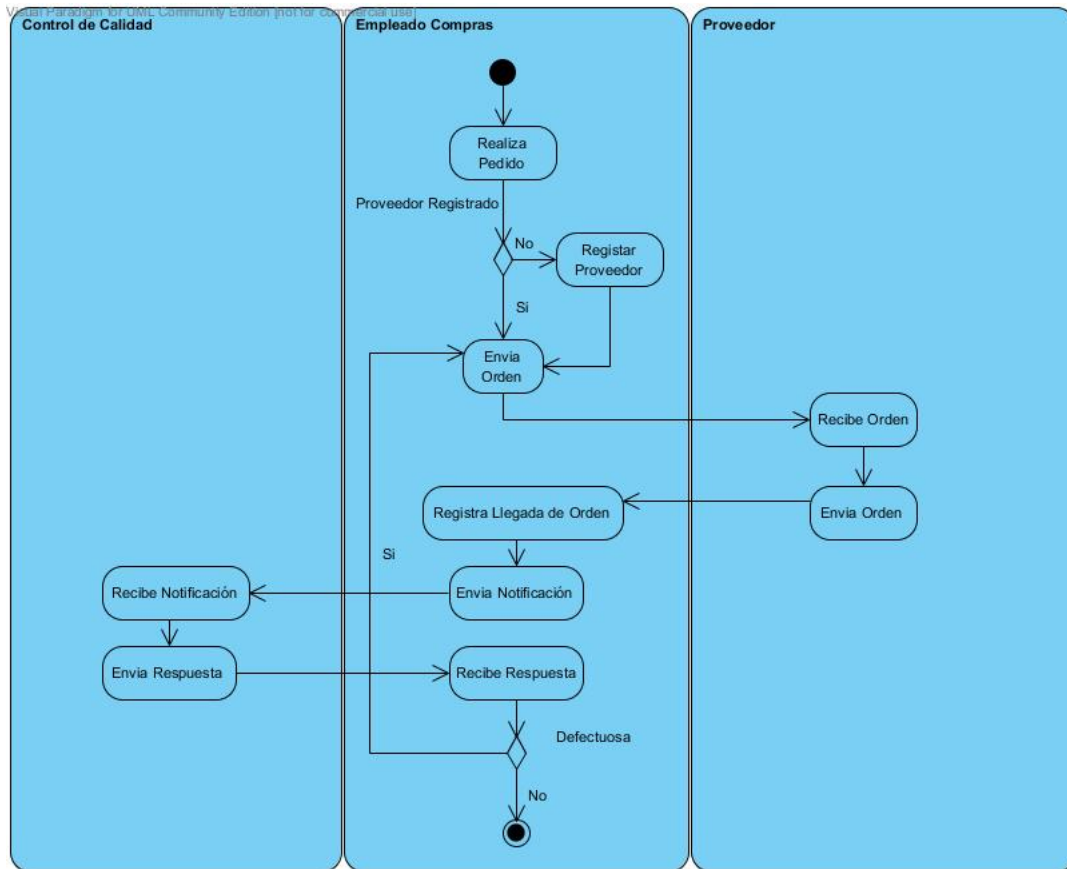 Visual Paradigm for UML Community Edition [not for commercial use]
Control de Calidad
Empleado Compras
Proveedor
Realiza
Pedido
Proveedor Registrado
No
Registar
Proveedor
Si
Envia
Orden
Recibe Orden
Registra Llegada de Orden
Envia Orden
Si
Recibe Notificación
Envia Notificación
Envia Respuesta
Recibe Respuesta
Defectuosa
No